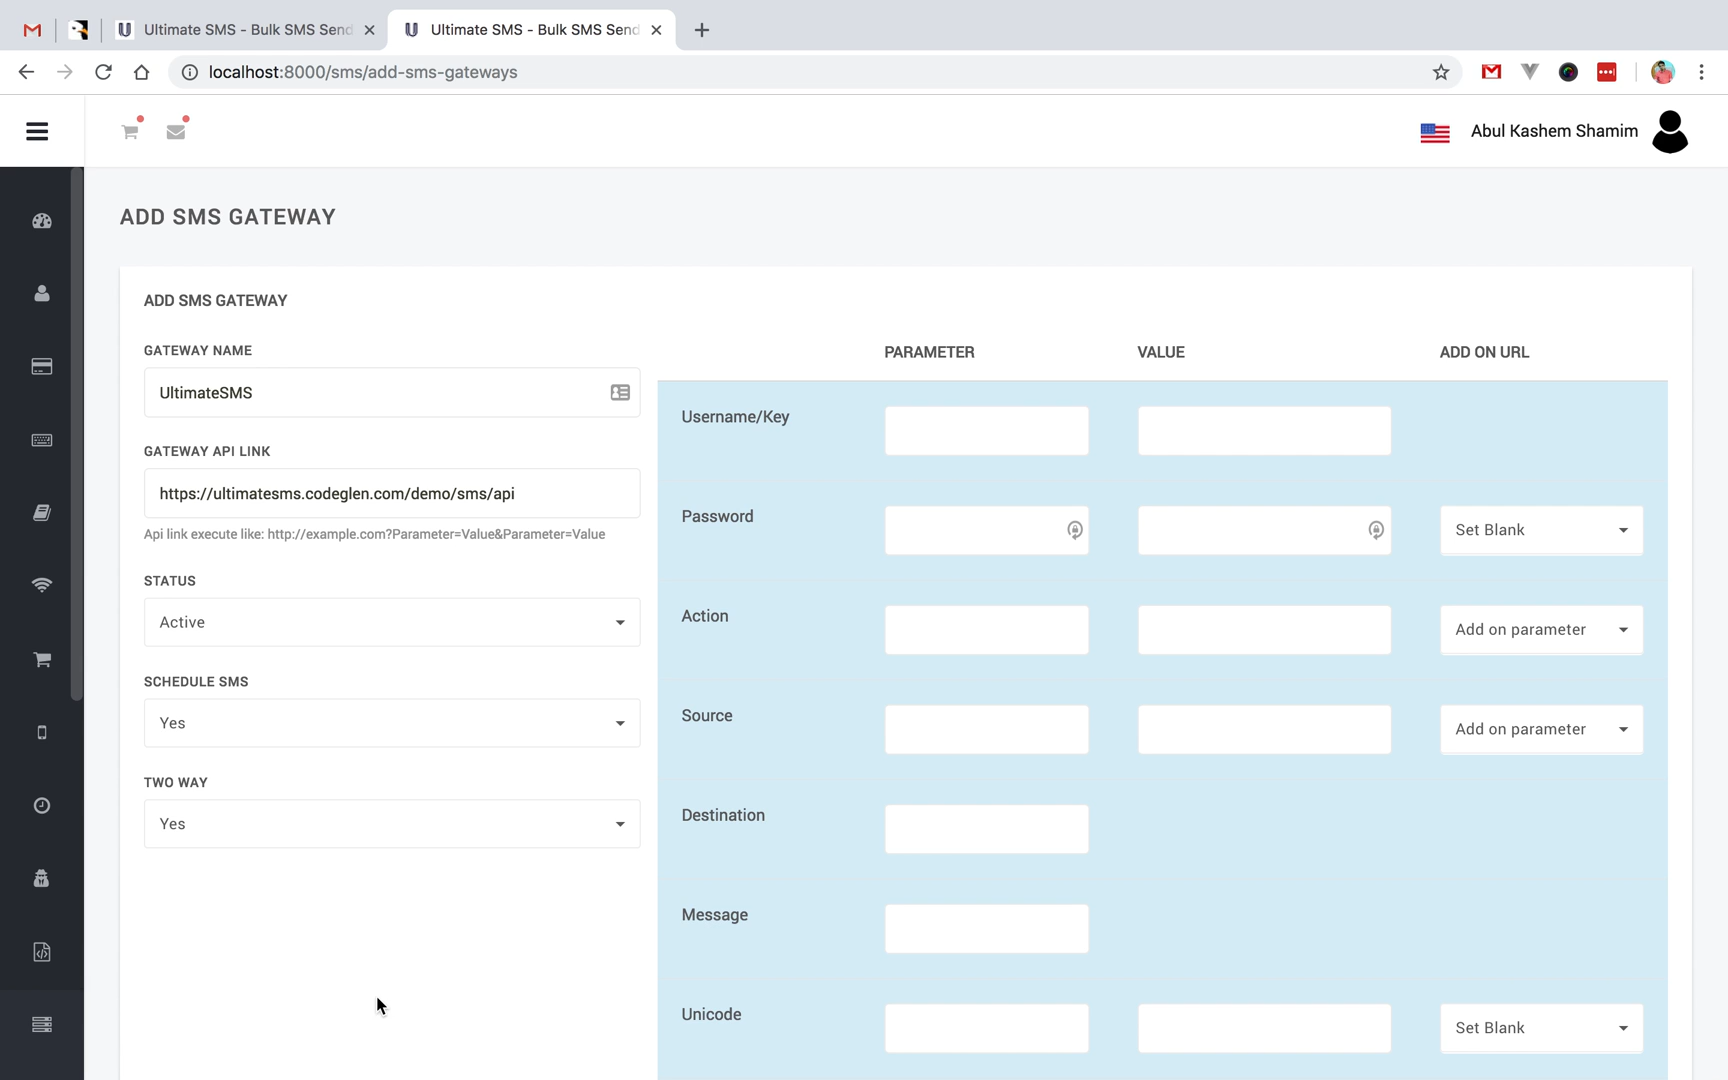 Ultimate SMS - Bulk SMS Send
Ultimate SMS - Bulk SMS Send
localhost:8000/sms/add-sms-gateways
Abul Kashem Shamim
ADD SMS GATEWAY
ADD SMS GATEWAY
GATEWAY NAME
UltimateSMS
GATEWAY API LINK
https://ultimatesms.codeglen.com/demo/sms/api
Api link execute like: http://example.com?Parameter=Value&Parameter=Value
STATUS
Active
SCHEDULE SMS
Yes
TWO WAY
Yes
PARAMETER VALUE ADD ON URL
Username/Key
Password Set Blank
Action Add on parameter
Source Add on parameter
Destination
Message
Unicode Set Blank